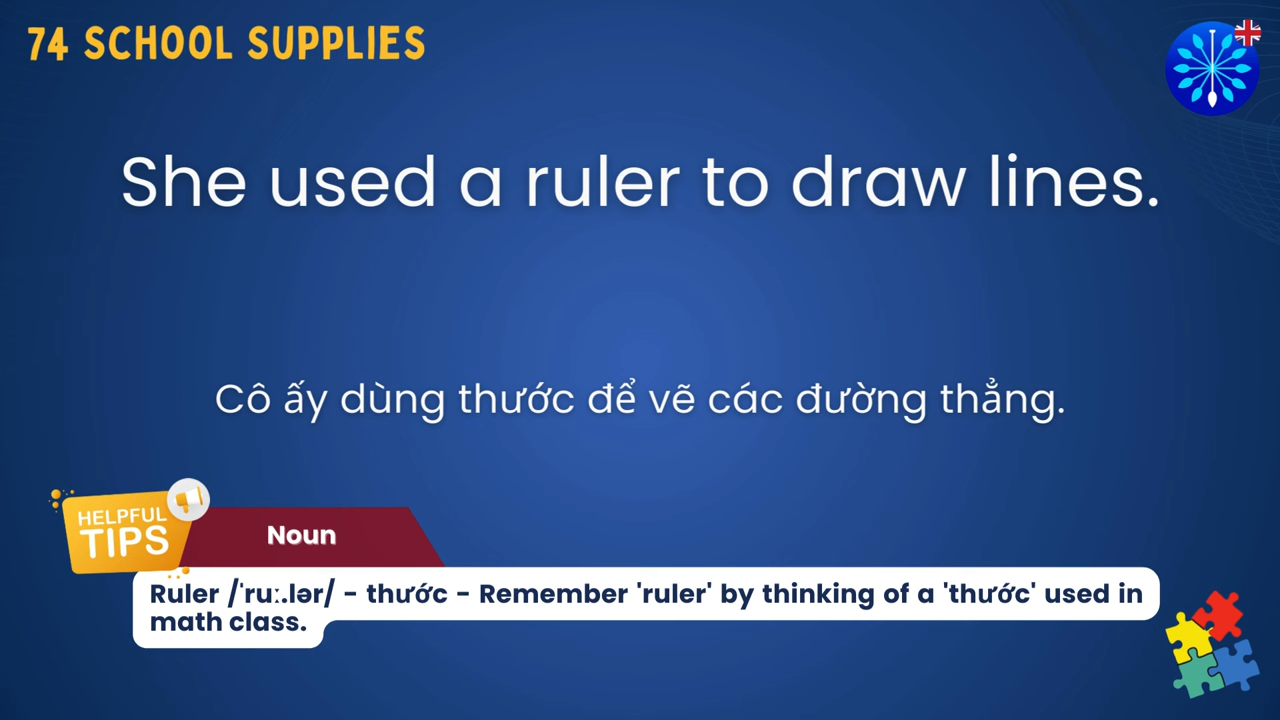 74 SCHOOL SUPPLIES
She used a ruler to draw lines.
Cô ấy dùng thước để vẽ các đường thẳng.
HELPFUL
TIPS
Noun
Ruler /ˈruː.lər/ - thước - Remember 'ruler' by thinking of a 'thước' used in
math class.